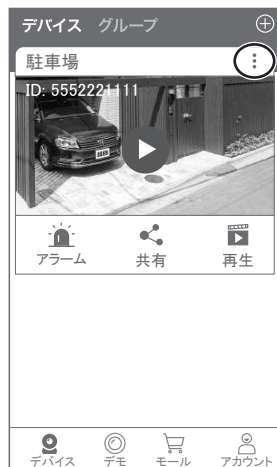 デバイス グループ
駐車場
ID: 5552221111
アラーム 共有 再生
デバイス デモ モール アカウント